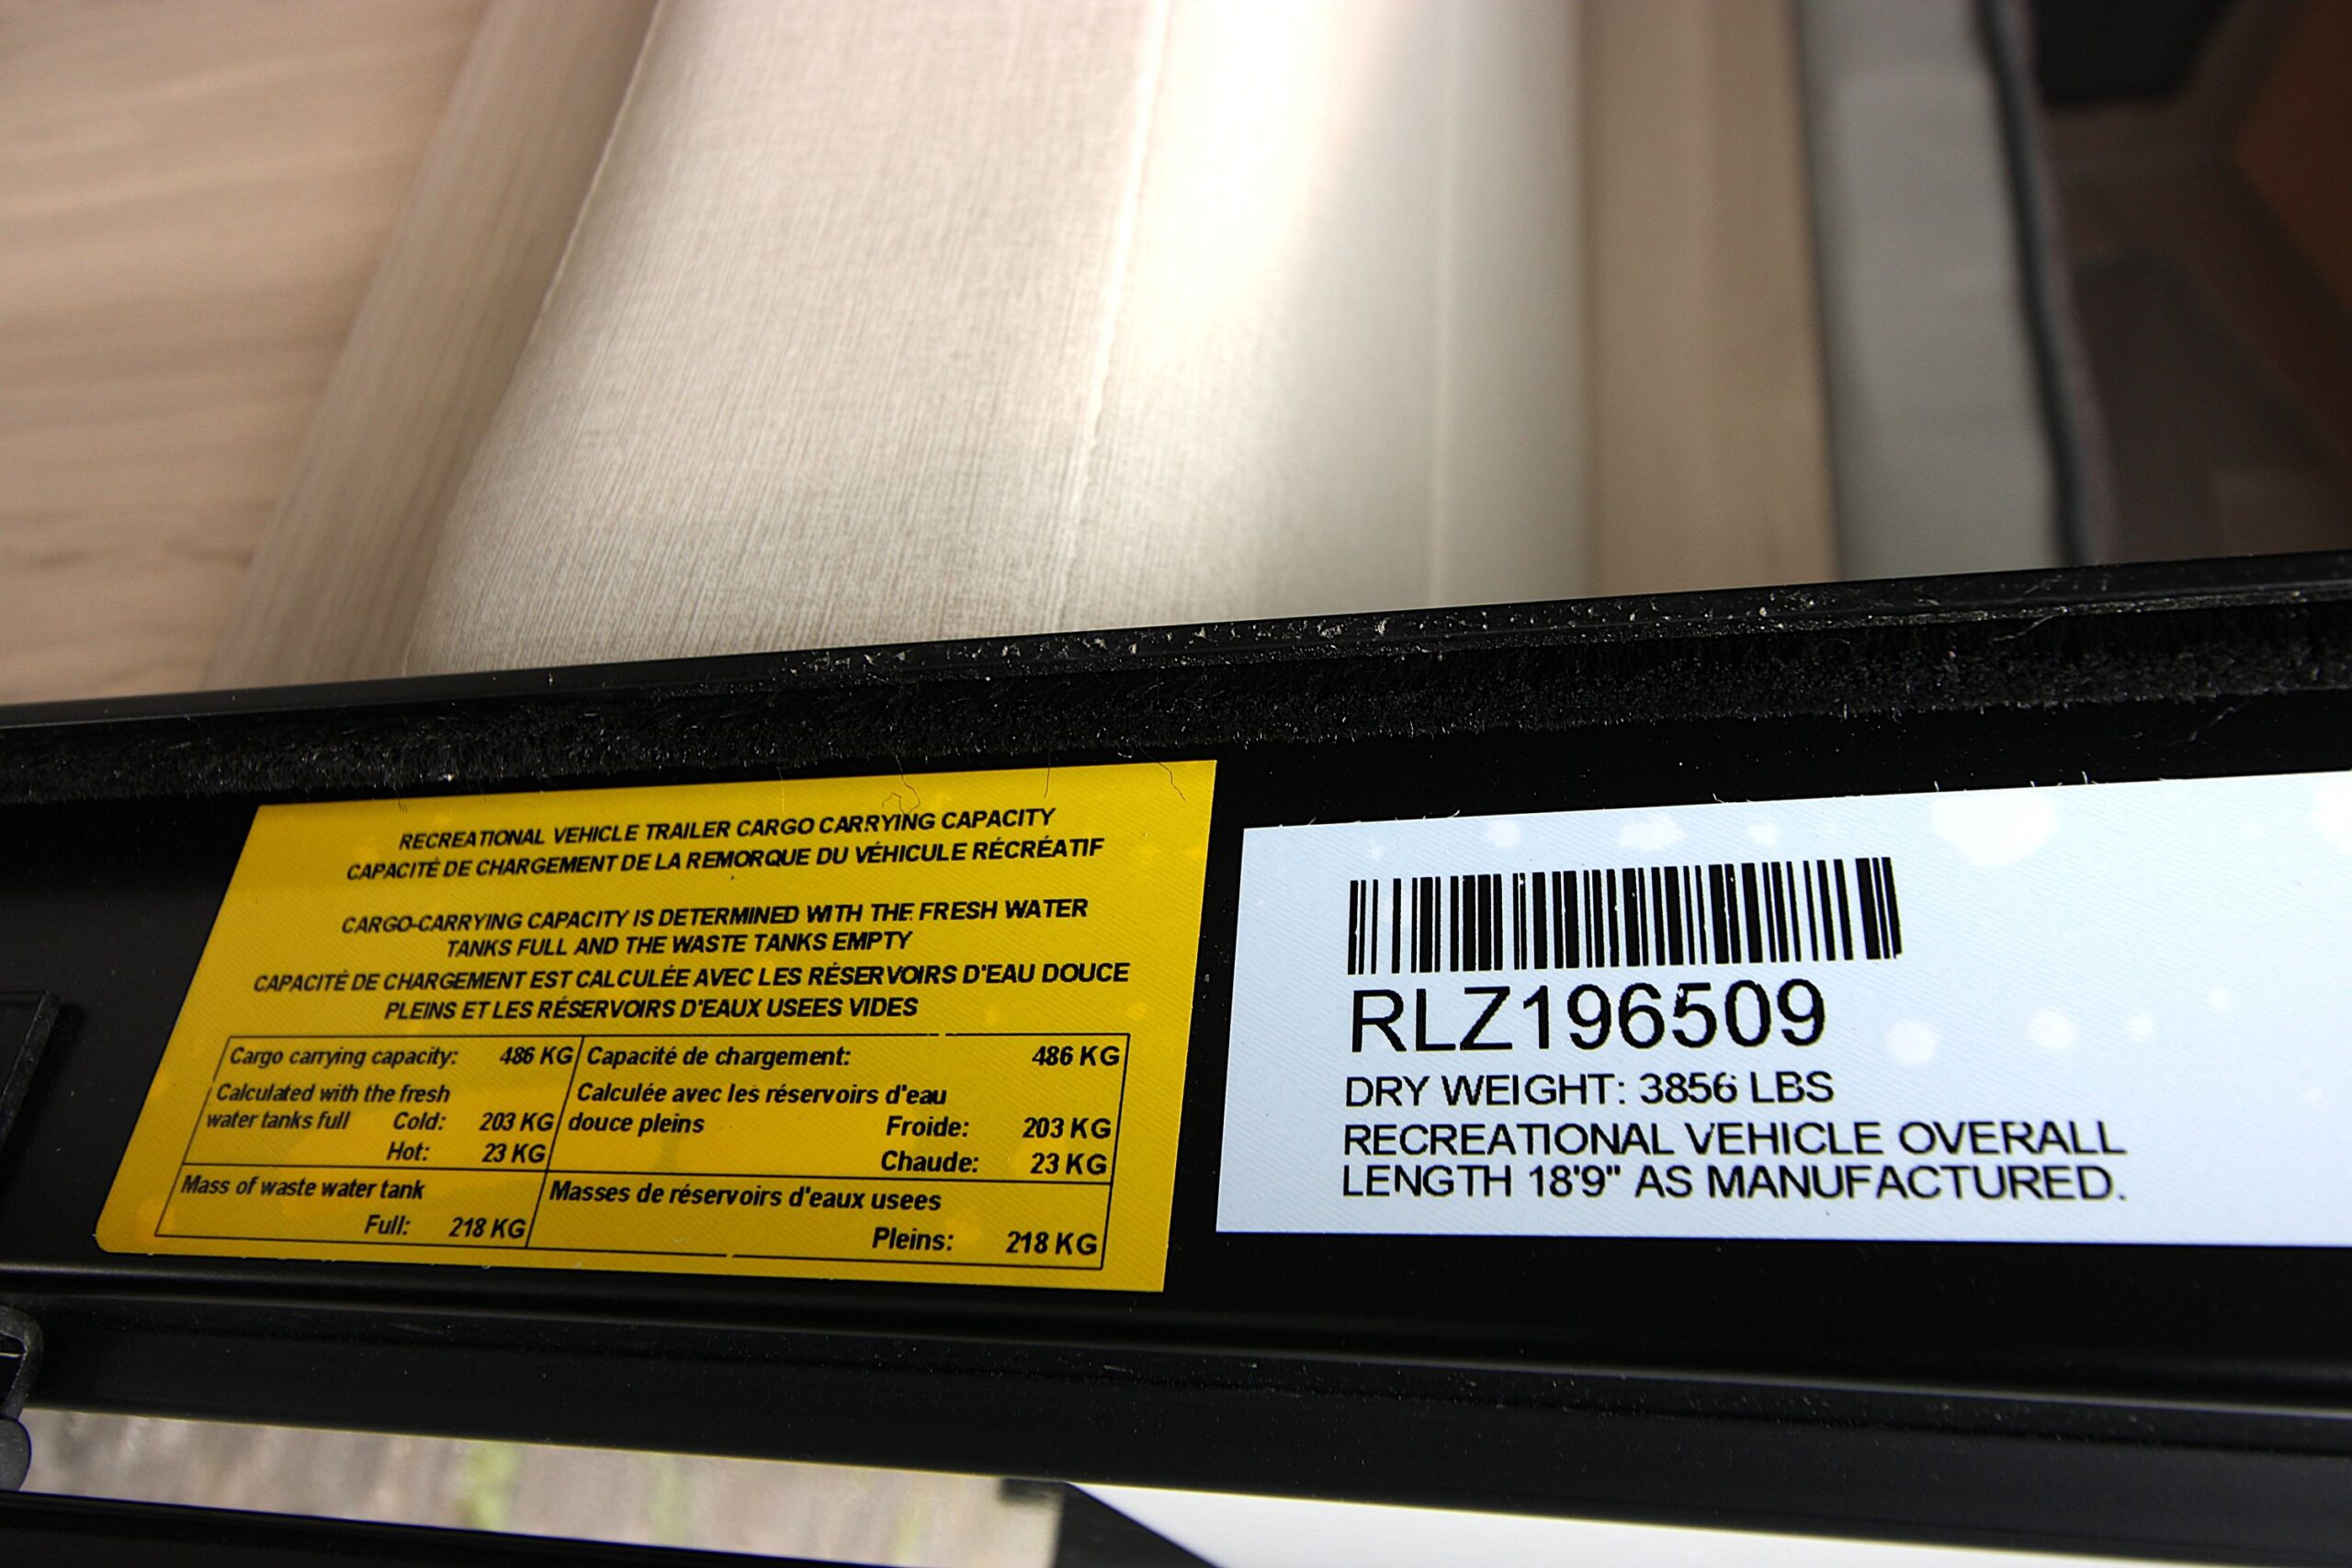 RECREATIONAL VEHICLE TRAILER CARGO CARRYING CAPACITY
CAPACITÉ DE CHARGEMENT DE LA REMORQUE DU VÉHICULE RÉCRÉATIF
CARGO-CARRYING CAPACITY IS DETERMINED WITH THE FRESH WATER
TANKS FULL AND THE WASTE TANKS EMPTY
CAPACITÉ DE CHARGEMENT EST CALCULÉE AVEC LES RÉSERVOIRS D'EAU DOUCE
PLEINS ET LES RÉSERVOIRS D'EAUX USEES VIDES
Cargo carrying capacity: 486 KG
Calculated with the fresh
water tanks full Cold: 203 KG
Hot: 23 KG
Mass of waste water tank
Full: 218 KG
Capacité de chargement: 486 KG
Calculée avec les réservoirs d'eau
douce pleins Froide: 203 KG
Chaude: 23 KG
Masses de réservoirs d'eaux usees
Pleins: 218 KG
RLZ196509
DRY WEIGHT: 3856 LBS
RECREATIONAL VEHICLE OVERALL
LENGTH 18'9" AS MANUFACTURED.